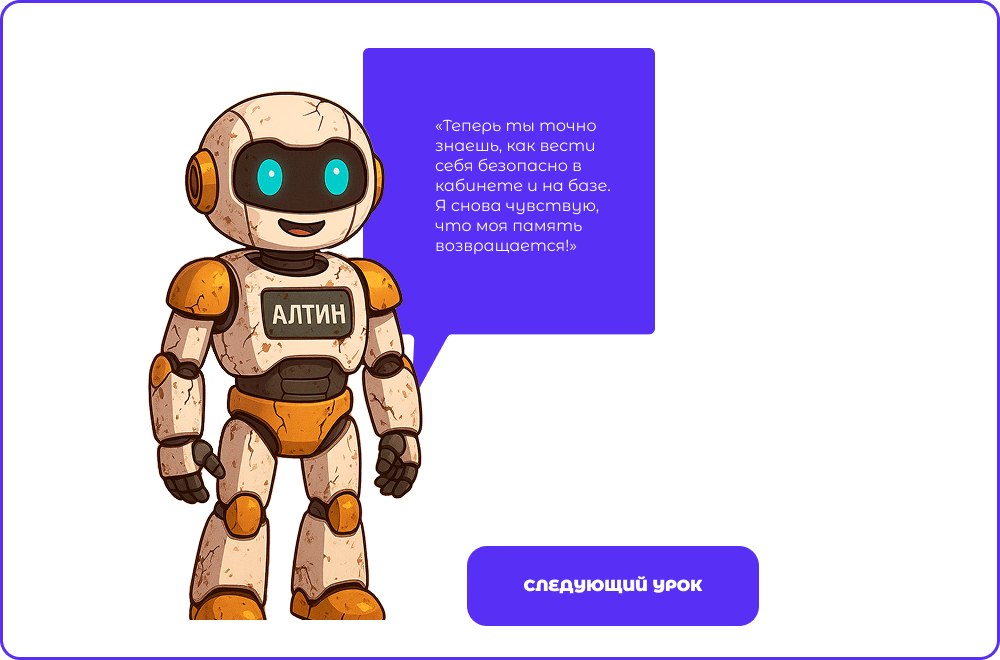 «Теперь ты точно
знаешь, как вести
себя безопасно в
кабинете и на базе.
Я снова чувствую,
что моя память
возвращается!»
АЛТИН
СЛЕДУЮЩИЙ УРОК